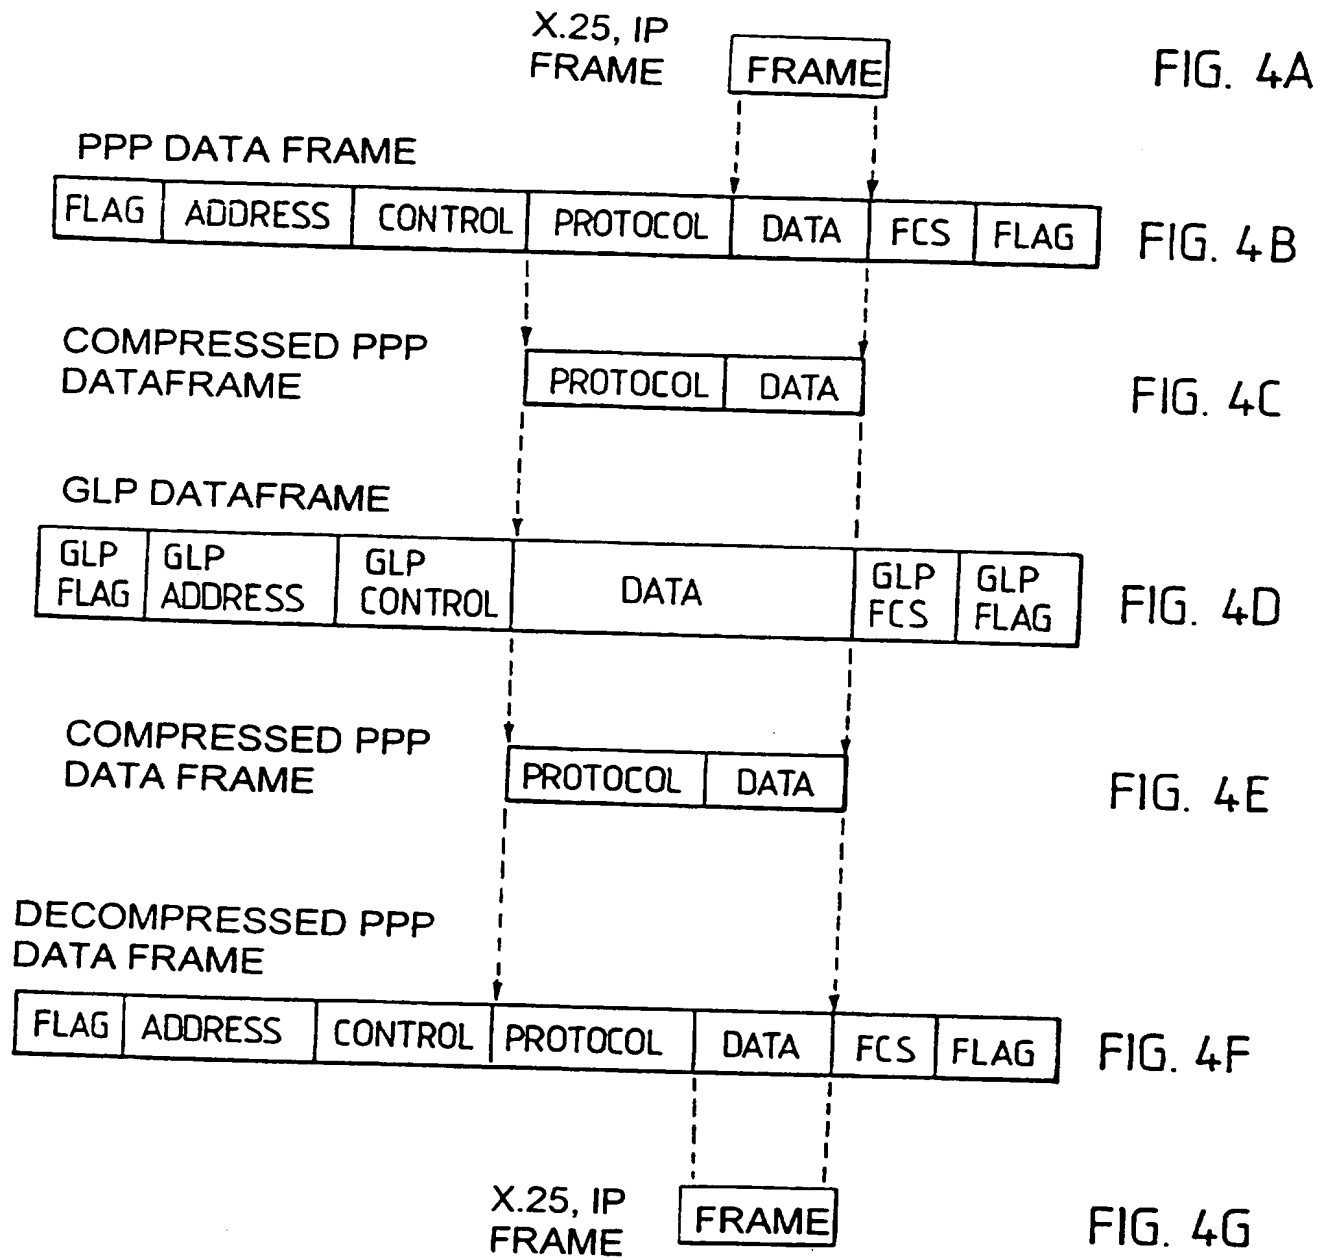 X.25, IP
FRAME
FRAME
FIG. 4A
PPP DATA FRAME
FLAG ADDRESS CONTROL PROTOCOL DATA FCS FLAG
FIG. 4B
COMPRESSED PPP
DATAFRAME
PROTOCOL DATA
FIG. 4C
GLP DATAFRAME
GLP FLAG GLP ADDRESS GLP CONTROL DATA GLP FCS GLP FLAG
FIG. 4D
COMPRESSED PPP
DATA FRAME
PROTOCOL DATA
FIG. 4E
DECOMPRESSED PPP
DATA FRAME
FLAG ADDRESS CONTROL PROTOCOL DATA FCS FLAG
FIG. 4F
X.25, IP
FRAME
FRAME
FIG. 4G